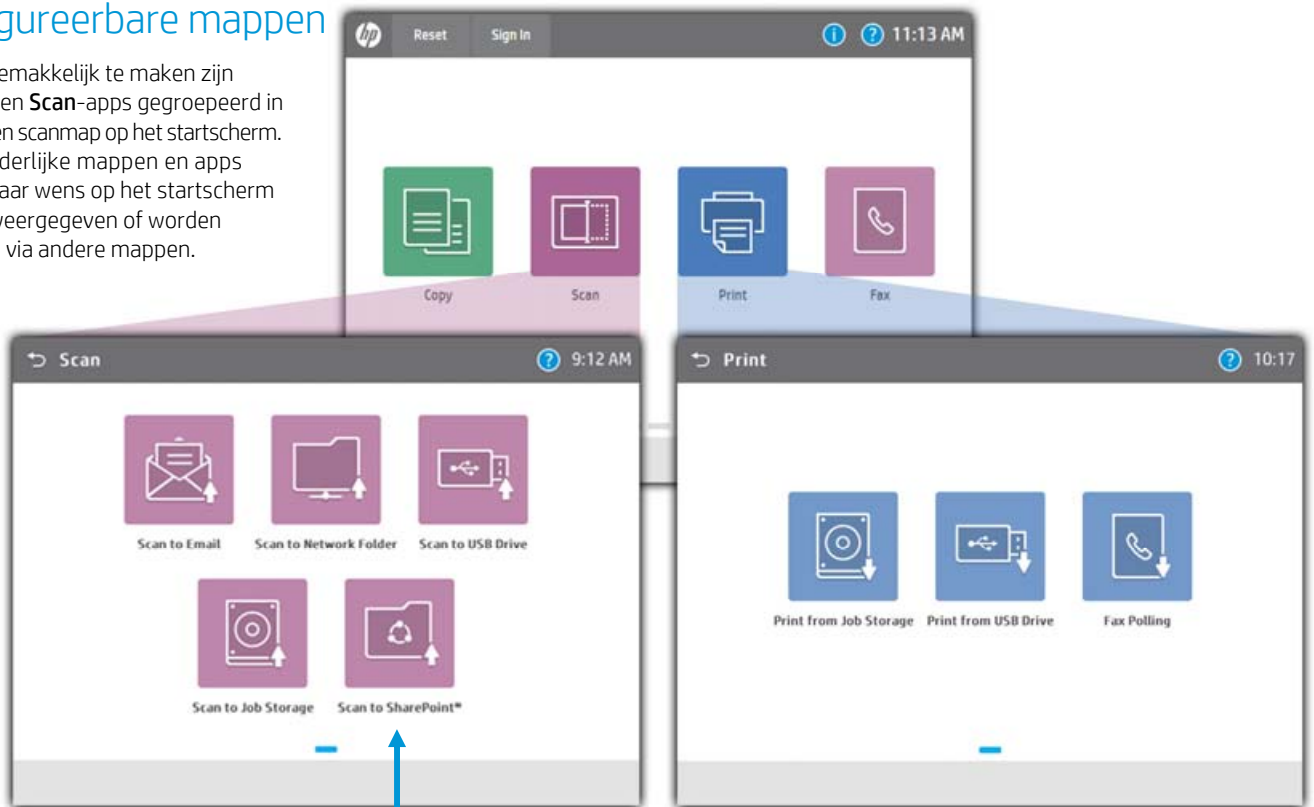 gureerbare mappen
emakkelijk te maken zijn
en Scan-apps gegroepeerd in
en scanmap op het startscherm.
derlijke mappen en apps
aar wens op het startscherm
veergegeven of worden
via andere mappen.
hp Reset Sign In i ? 11:13 AM
Copy Scan Print Fax
Scan ? 9:12 AM
Scan to Email Scan to Network Folder Scan to USB Drive
Scan to Job Storage Scan to SharePoint®
Print ? 10:17
Print from Job Storage Print from USB Drive Fax Polling